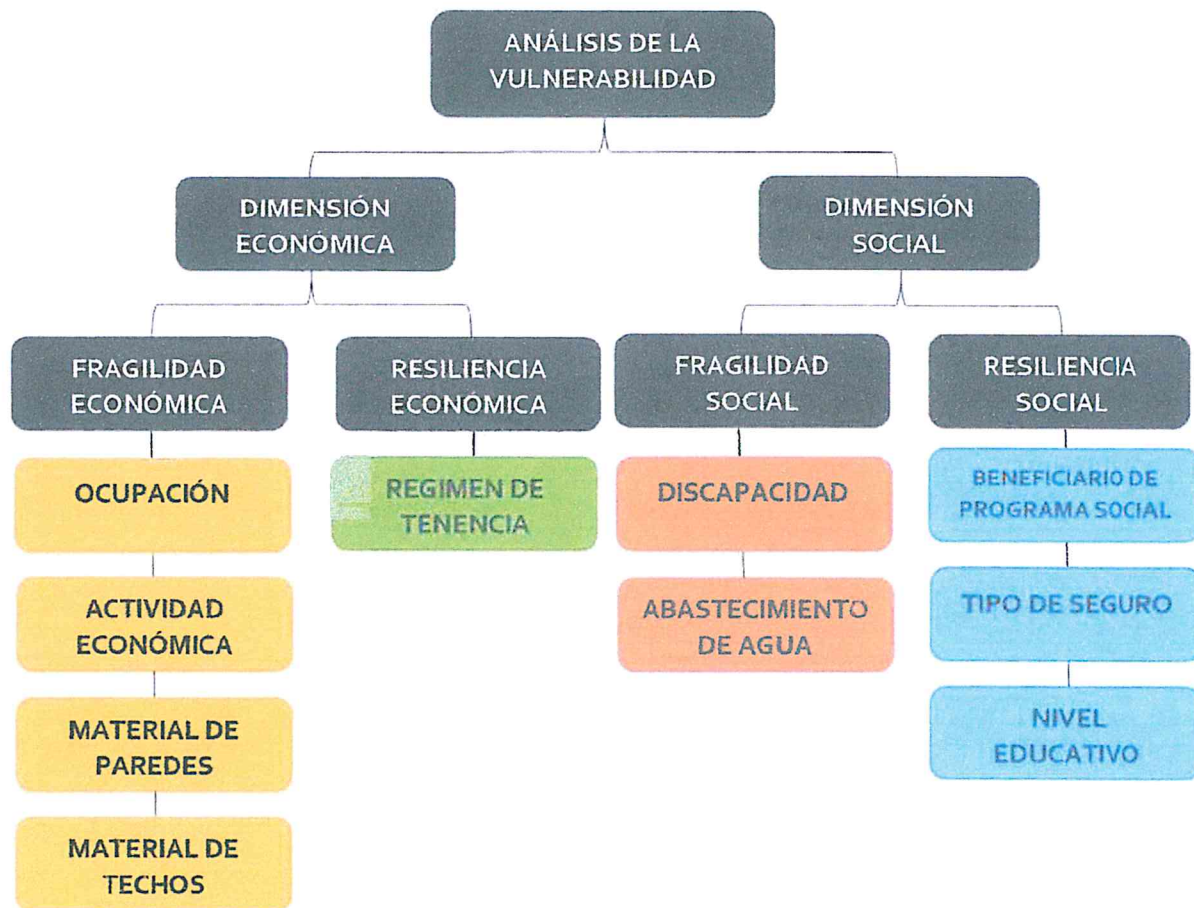 ANÁLISIS DE LA
VULNERABILIDAD
DIMENSIÓN
ECONÓMICA
DIMENSIÓN
SOCIAL
FRAGILIDAD
ECONÓMICA
RESILIENCIA
ECONÓMICA
FRAGILIDAD
SOCIAL
RESILIENCIA
SOCIAL
OCUPACIÓN
ACTIVIDAD
ECONÓMICA
MATERIAL DE
PAREDES
MATERIAL DE
TECHOS
REGIMEN DE
TENENCIA
DISCAPACIDAD
ABASTECIMIENTO
DE AGUA
BENEFICIARIO DE
PROGRAMA SOCIAL
TIPO DE SEGURO
NIVEL
EDUCATIVO